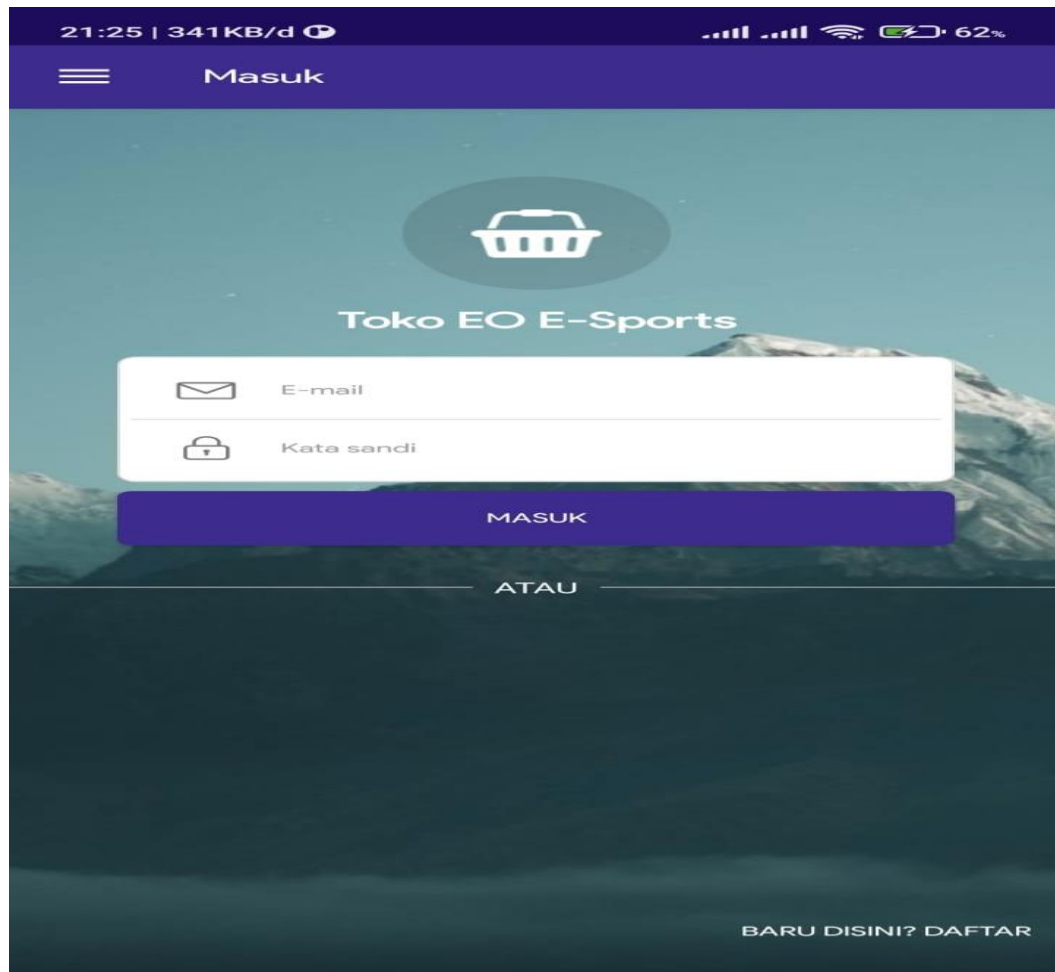 21:25 | 341KB/d 62%
Masuk
Toko EO E-Sports
E-mail
Kata sandi
MASUK
ATAU
BARU DISINI? DAFTAR